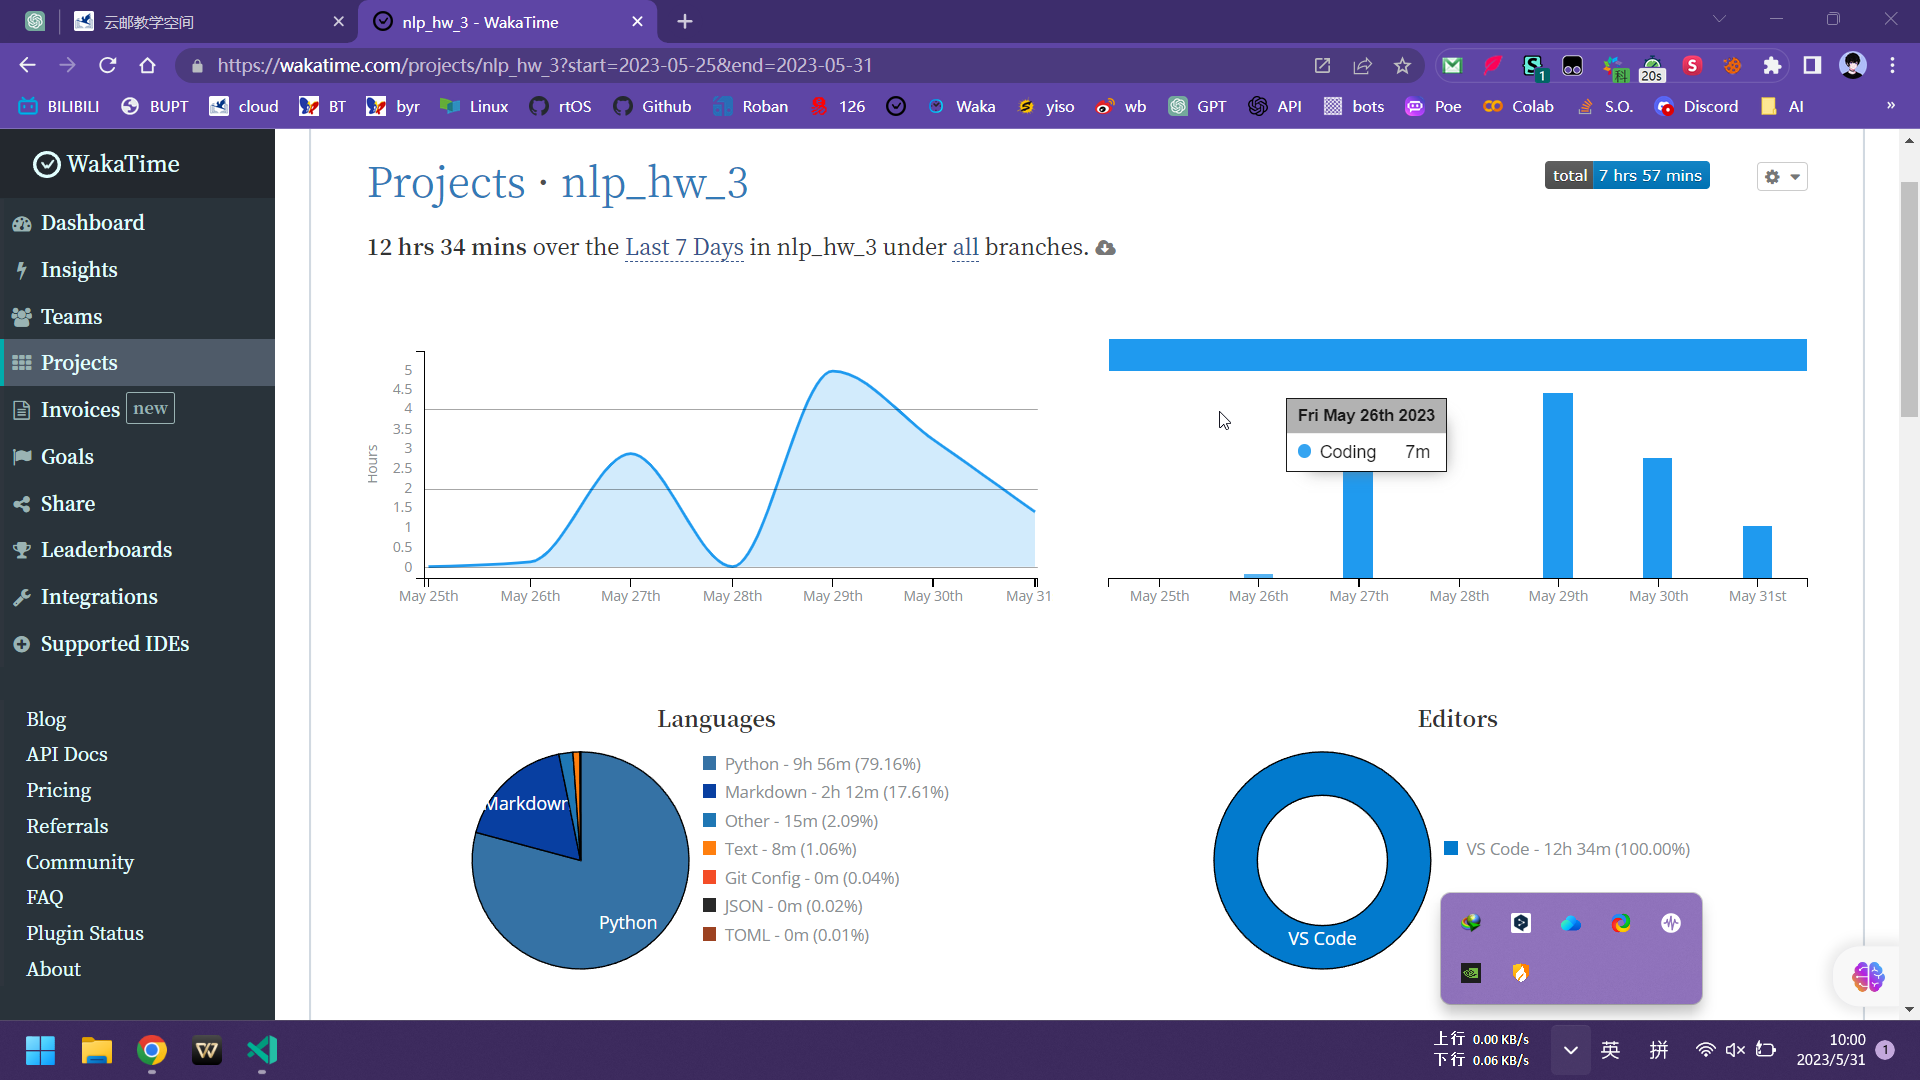 云邮教学空间
nlp_hw_3 - WakaTime
https://wakatime.com/projects/nlp_hw_3?start=2023-05-25&end=2023-05-31
1
科
20s
BILIBILI
BUPT
cloud
BT
byr
Linux
rtOS
Github
Roban
126
Waka
yiso
wb
GPT
API
bots
Poe
Colab
S.O.
Discord
AI
»
WakaTime
Dashboard
Insights
Teams
Projects
Invoices new
Goals
Share
Leaderboards
Integrations
Supported IDEs
Blog
API Docs
Pricing
Referrals
Community
FAQ
Plugin Status
About
Projects · nlp_hw_3
total 7 hrs 57 mins
12 hrs 34 mins over the Last 7 Days in nlp_hw_3 under all branches.
Hours
5
4.5
4
3.5
3
2.5
2
1.5
1
0.5
0
May 25th
May 26th
May 27th
May 28th
May 29th
May 30th
May 31
Fri May 26th 2023
Coding 7m
May 25th
May 26th
May 27th
May 28th
May 29th
May 30th
May 31st
Languages
Markdowr
Python
Python - 9h 56m (79.16%)
Markdown - 2h 12m (17.61%)
Other - 15m (2.09%)
Text - 8m (1.06%)
Git Config - 0m (0.04%)
JSON - 0m (0.02%)
TOML - 0m (0.01%)
Editors
VS Code
VS Code - 12h 34m (100.00%)
上行 0.00 KB/s
下行 0.06 KB/s
英
拼
10:00
2023/5/31
1